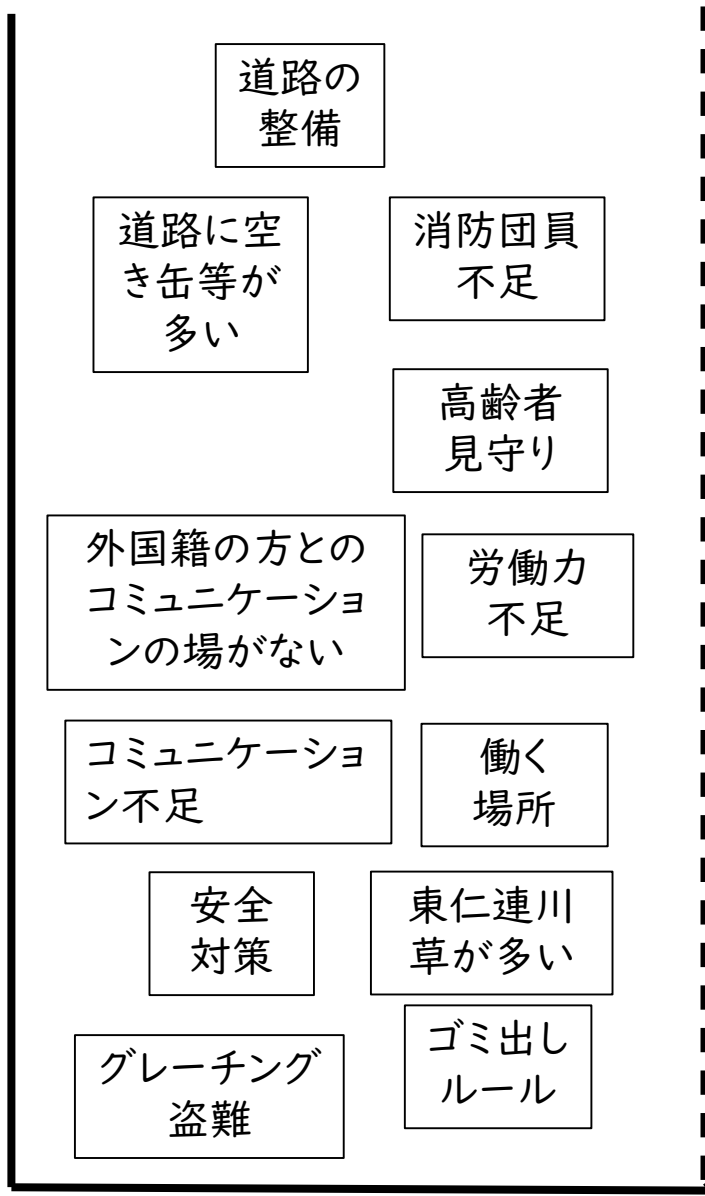 道路の
整備
道路に空
き缶等が
多い
消防団員
不足
高齢者
見守り
外国籍の方との
コミュニケーショ
ンの場がない
労働力
不足
コミュニケーショ
ン不足
働く
場所
安全
対策
東仁連川
草が多い
グレーチング
盗難
ゴミ出し
ルール